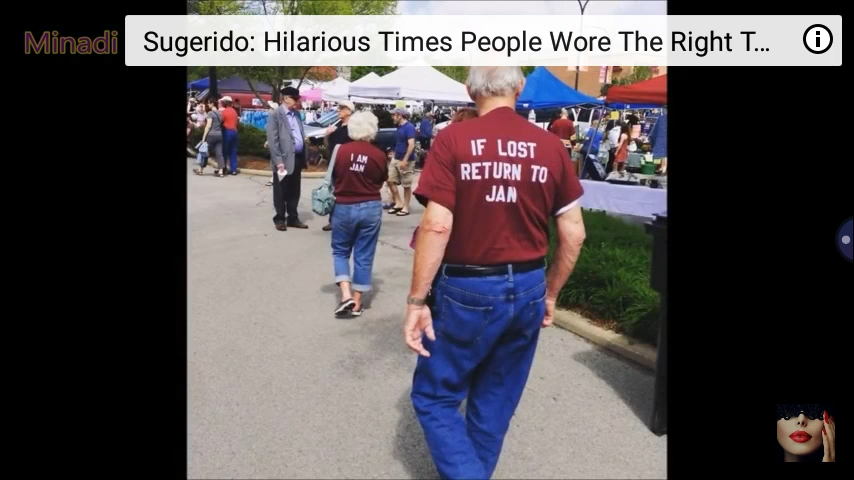 Minadi
Sugerido: Hilarious Times People Wore The Right T...
I AM
JAN
IF LOST
RETURN TO
JAN